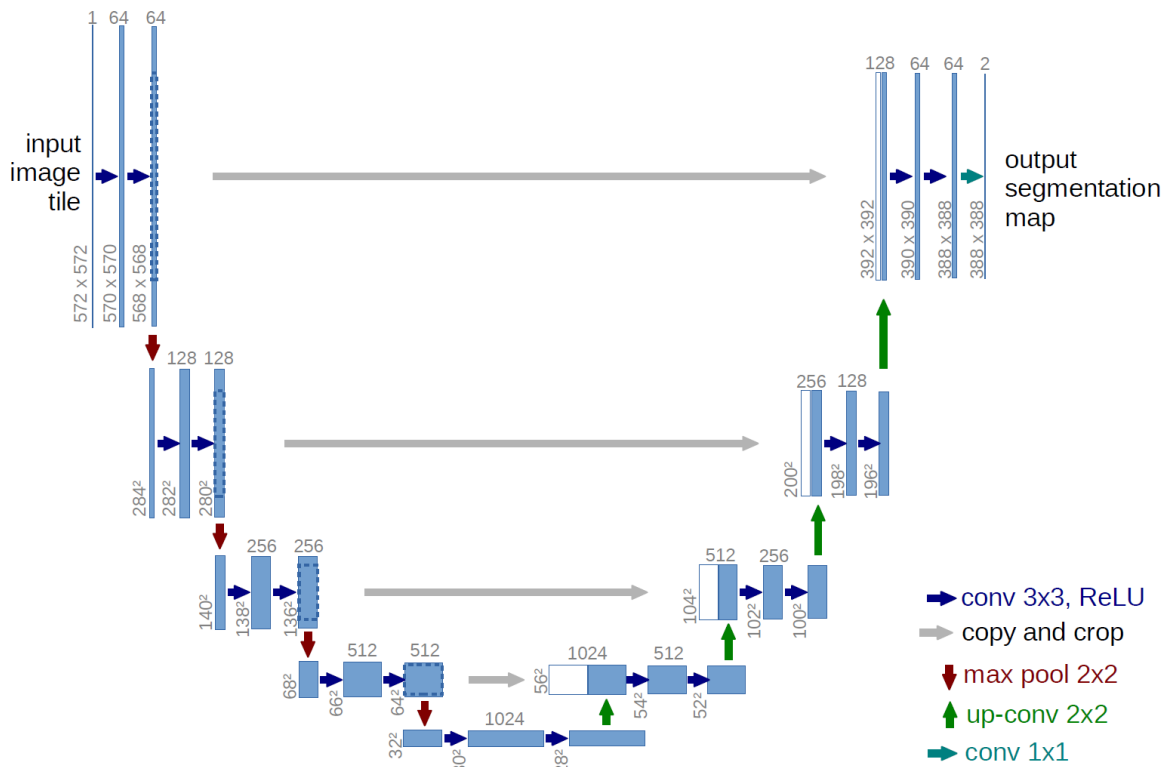 1 64 64
128 64 64 2
input
image
tile
output
segmentation
map
572 x 572
570 x 570
568 x 568
392 x 392
390 x 390
388 x 388
388 x 388
128 128
256 128
284²
282²
280²
200²
198²
196²
256 256
512 256
140²
138²
136²
104²
102²
100²
512 512
1024 512
68²
66²
64²
56²
54²
52²
1024
32²
conv 3x3, ReLU
copy and crop
max pool 2x2
up-conv 2x2
conv 1x1